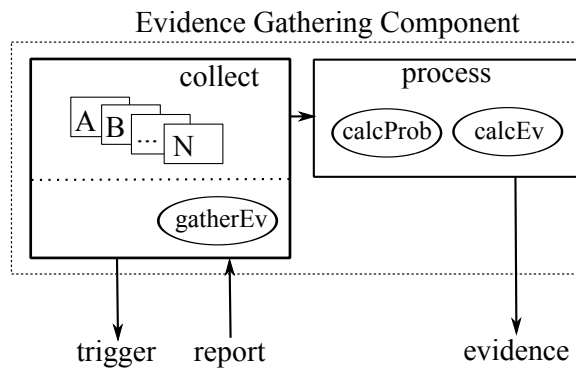 Evidence Gathering Component
collect
process
A
B
...
N
calcProb
calcEv
gatherEv
trigger
report
evidence